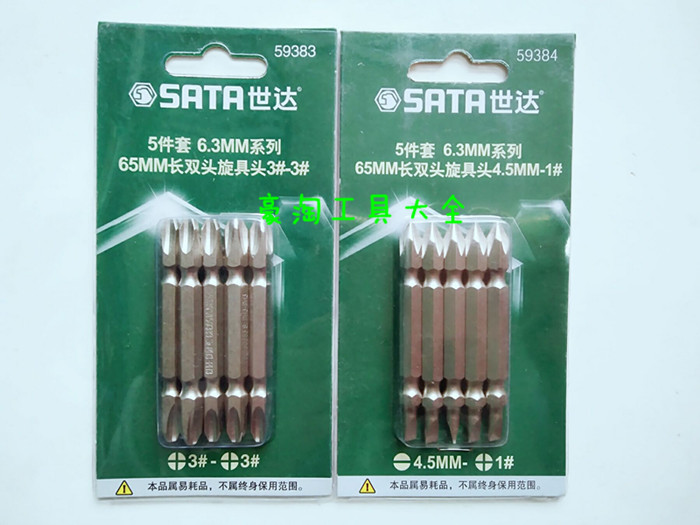 59383
SATA世达
5件套 6.3MM系列
65MM长双头旋具头3#-3#
3# - 3#
本品属易耗品，不属终身保用范围。
59384
SATA世达
5件套 6.3MM系列
65MM长双头旋具头4.5MM-1#
4.5MM- 1#
本品属易耗品，不属终身保用范围。
豪淘工具大全